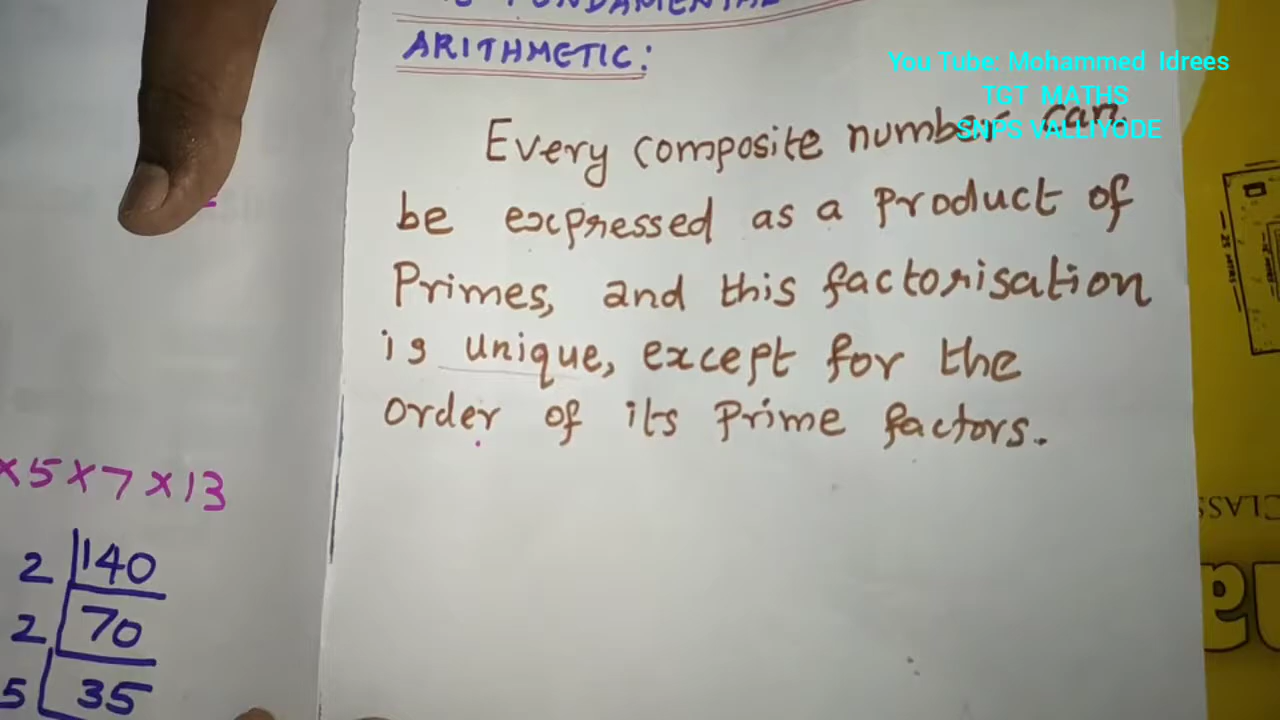 FUNDAMENTAL
ARITHMETIC:
You Tube: Mohammed Idrees
TGT MATHS
SNPS VALLIYODE
Every composite number can
be expressed as a product of
Primes, and this factorisation
is unique, except for the
order of its Prime factors.
×5×7×13
2 140
2 70
5 35
CLASS